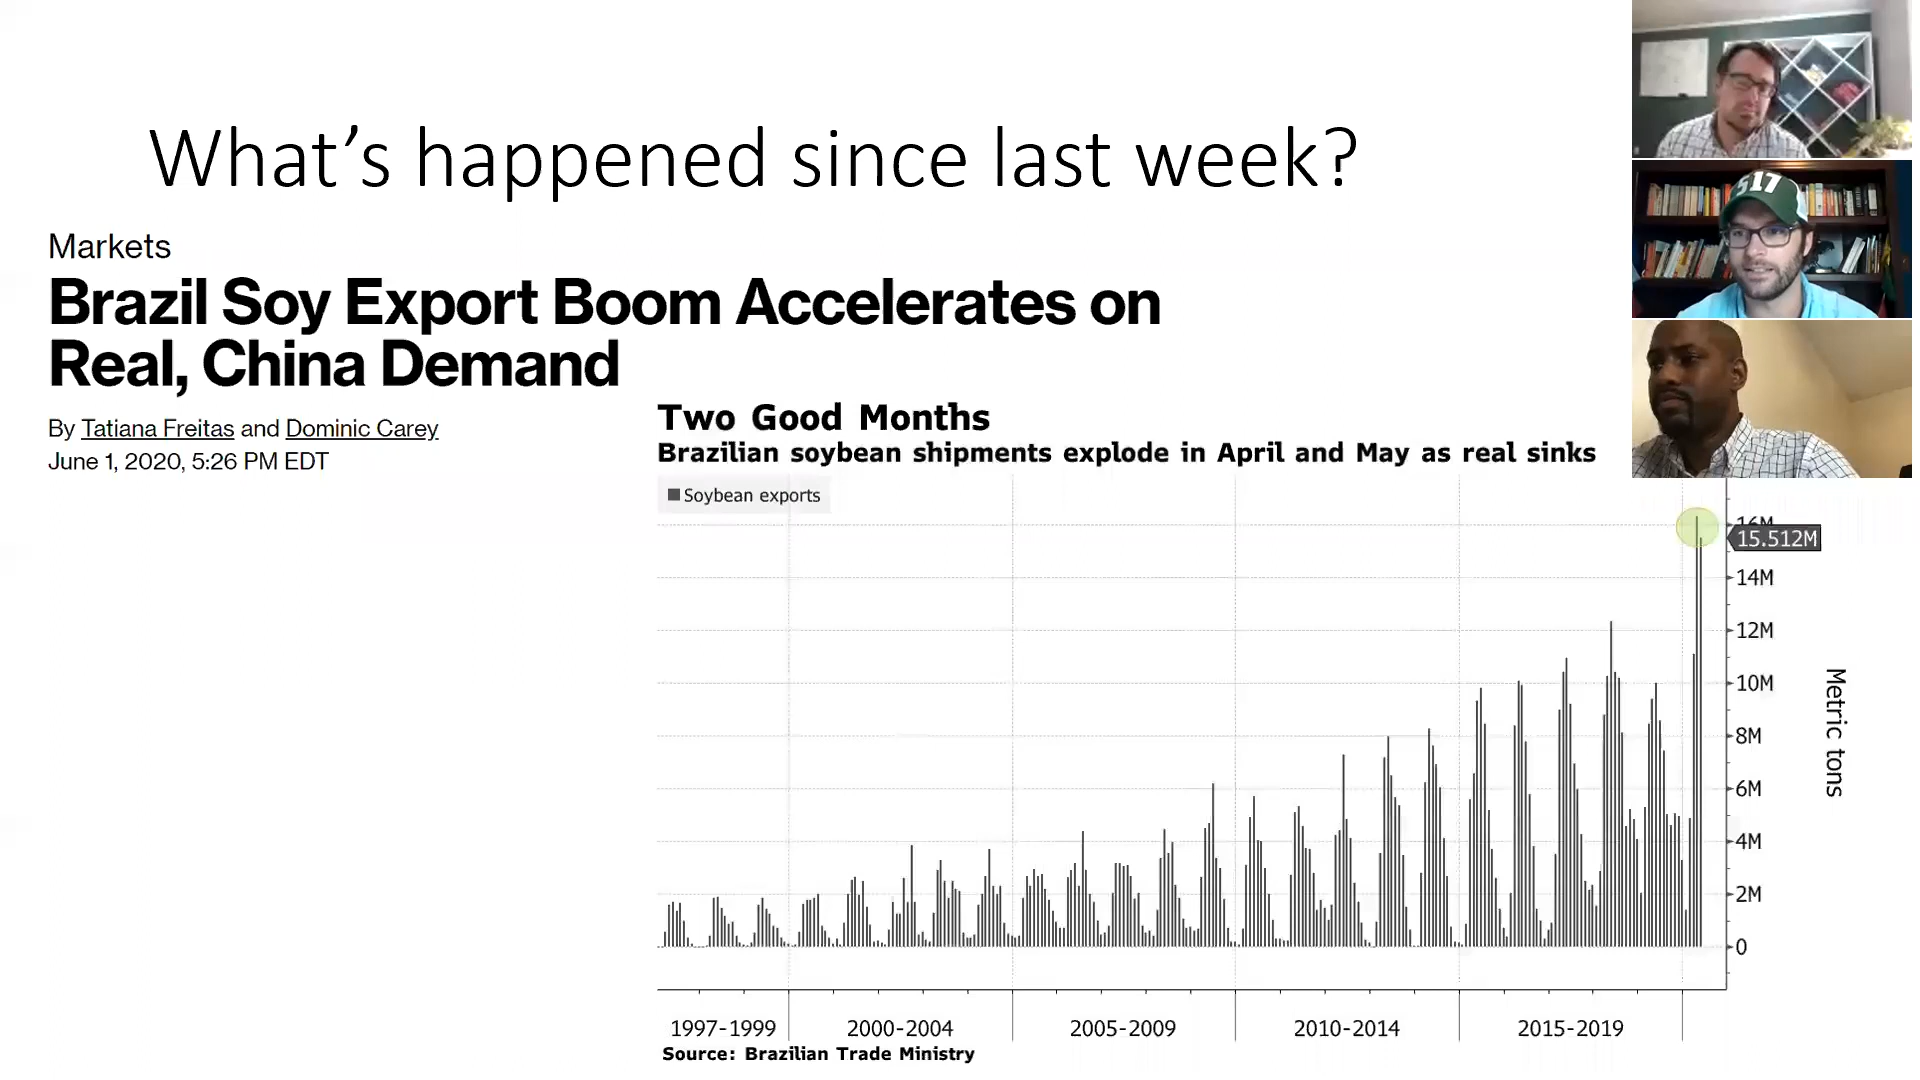 What's happened since last week?
Markets
Brazil Soy Export Boom Accelerates on
Real, China Demand
By Tatiana Freitas and Dominic Carey
June 1, 2020, 5:26 PM EDT
Two Good Months
Brazilian soybean shipments explode in April and May as real sinks
Soybean exports
16M
15.512M
14M
12M
10M
8M
6M
4M
2M
0
Metric tons
1997-1999
2000-2004
2005-2009
2010-2014
2015-2019
Source: Brazilian Trade Ministry
517